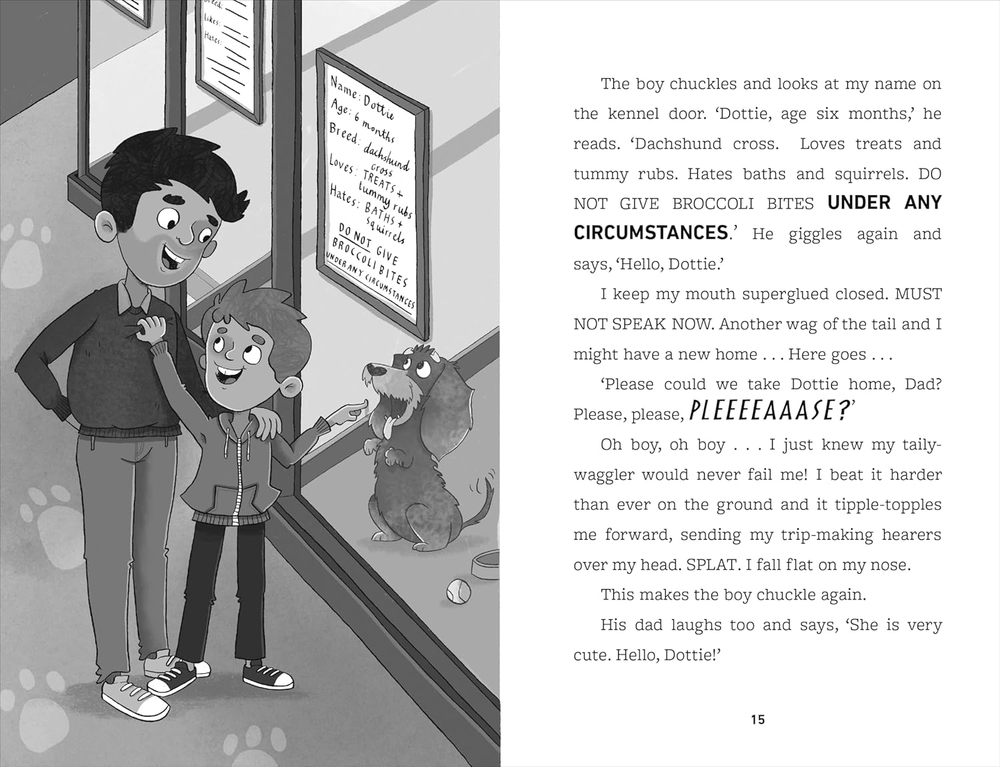 Breed:
Likes:
Hates:
Name: Dottie
Age: 6 months
Breed: dachshund
cross
Loves: TREATS +
tummy rubs
Hates: BATHS +
squirrels
DO NOT GIVE
BROCCOLI BITES
UNDER ANY CIRCUMSTANCES
The boy chuckles and looks at my name on
the kennel door. ‘Dottie, age six months,’ he
reads. ‘Dachshund cross. Loves treats and
tummy rubs. Hates baths and squirrels. DO
NOT GIVE BROCCOLI BITES UNDER ANY
CIRCUMSTANCES.’ He giggles again and
says, ‘Hello, Dottie.’
I keep my mouth superglued closed. MUST
NOT SPEAK NOW. Another wag of the tail and I
might have a new home . . . Here goes . . .
‘Please could we take Dottie home, Dad?
Please, please, PLEEEEAAASE?’
Oh boy, oh boy . . . I just knew my taily-
waggler would never fail me! I beat it harder
than ever on the ground and it tipple-topples
me forward, sending my trip-making hearers
over my head. SPLAT. I fall flat on my nose.
This makes the boy chuckle again.
His dad laughs too and says, ‘She is very
cute. Hello, Dottie!’
15